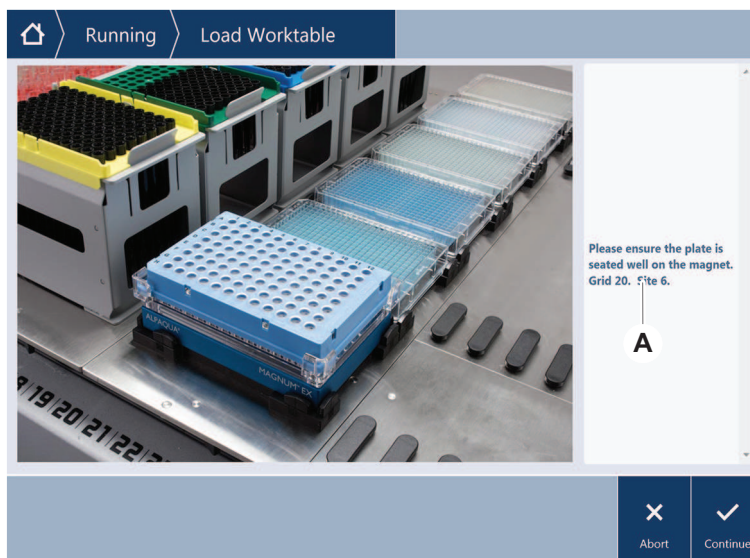 Running
Load Worktable
Please ensure the plate is
seated well on the magnet.
Grid 20. Site 6.
A
ALPAQUA®
MAGNUM™ EX
19 20 21 22
Abort
Continue